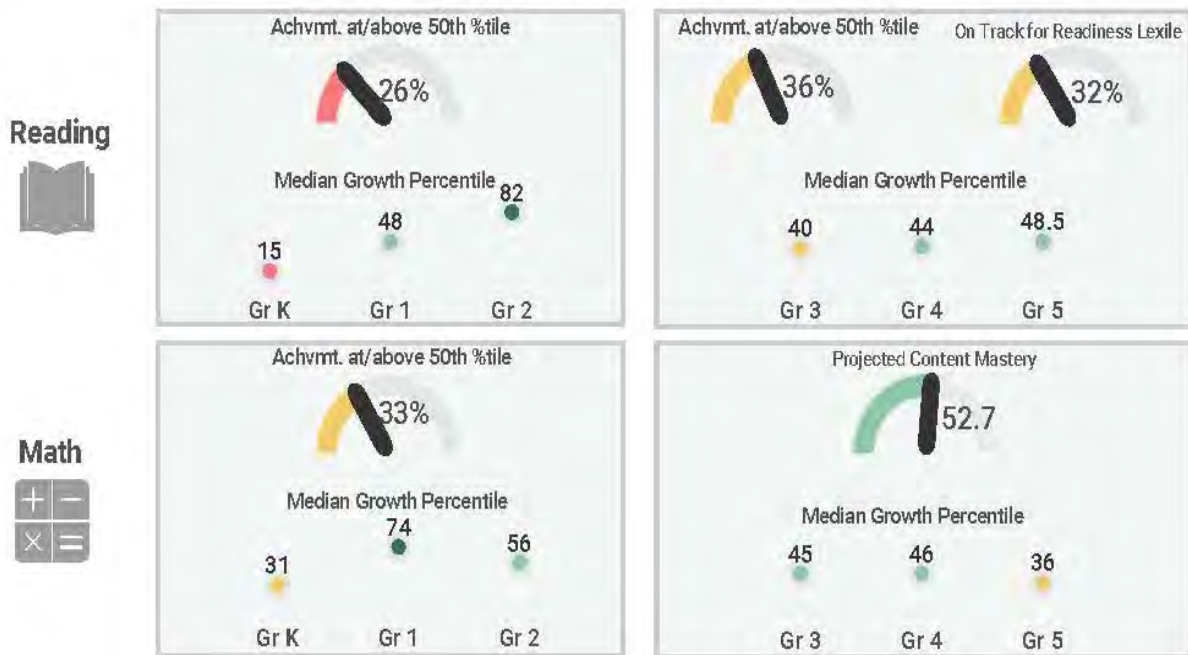 Reading
Achvmt. at/above 50th %tile
26%
Median Growth Percentile
15
48
82
Gr K
Gr 1
Gr 2
Achvmt. at/above 50th %tile
On Track for Readiness Lexile
36%
32%
Median Growth Percentile
40
44
48.5
Gr 3
Gr 4
Gr 5
Math
+ −
× =
Achvmt. at/above 50th %tile
33%
Median Growth Percentile
31
74
56
Gr K
Gr 1
Gr 2
Projected Content Mastery
52.7
Median Growth Percentile
45
46
36
Gr 3
Gr 4
Gr 5